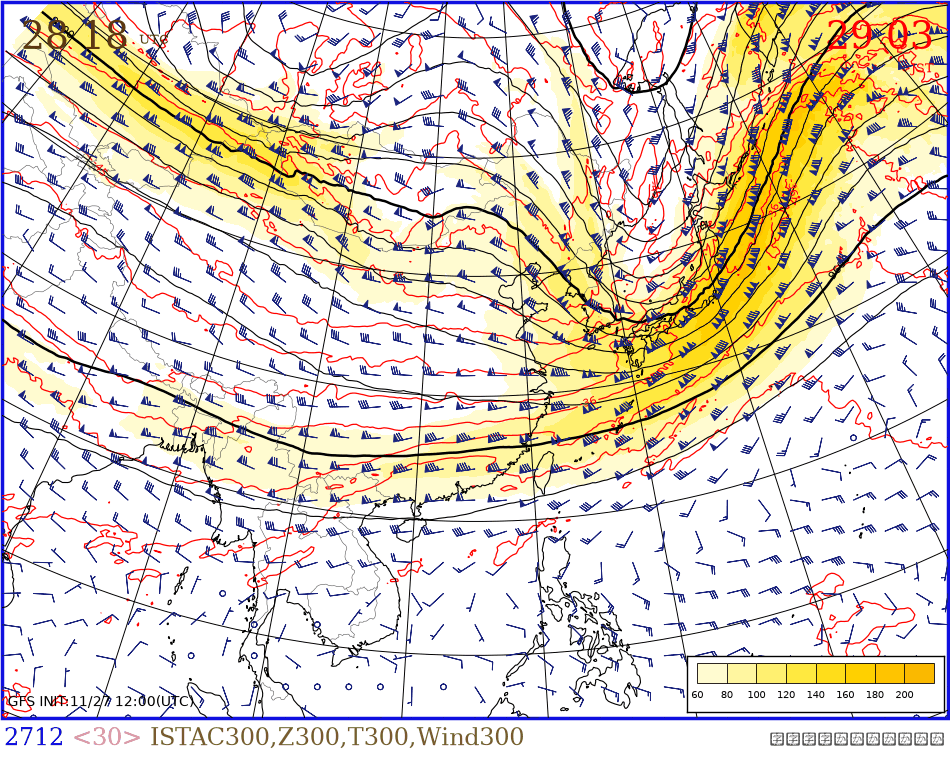 28 18 UTC 29 03
36
60 80 100 120 140 160 180 200
GFS INIT:11/27 12:00(UTC)
2712 <30> ISTAC300,Z300,T300,Wind300